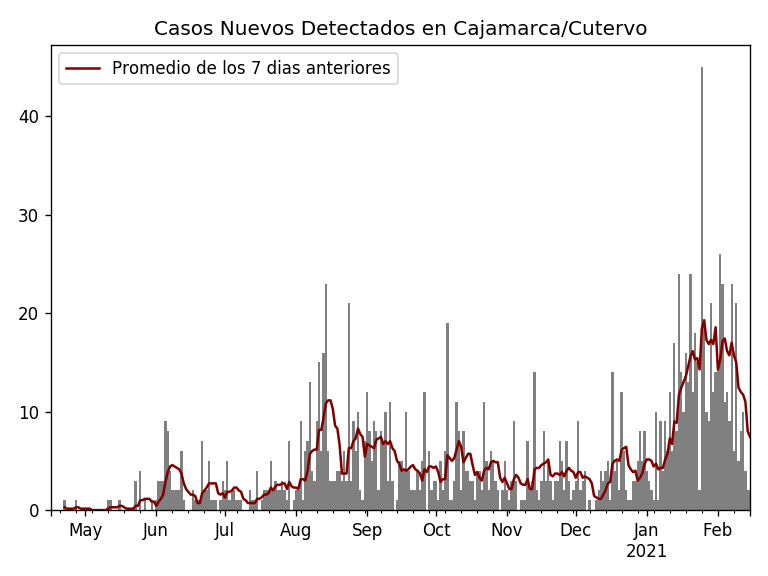 Casos Nuevos Detectados en Cajamarca/Cutervo
Promedio de los 7 dias anteriores
40
30
20
10
0
May Jun Jul Aug Sep Oct Nov Dec Jan Feb
2021